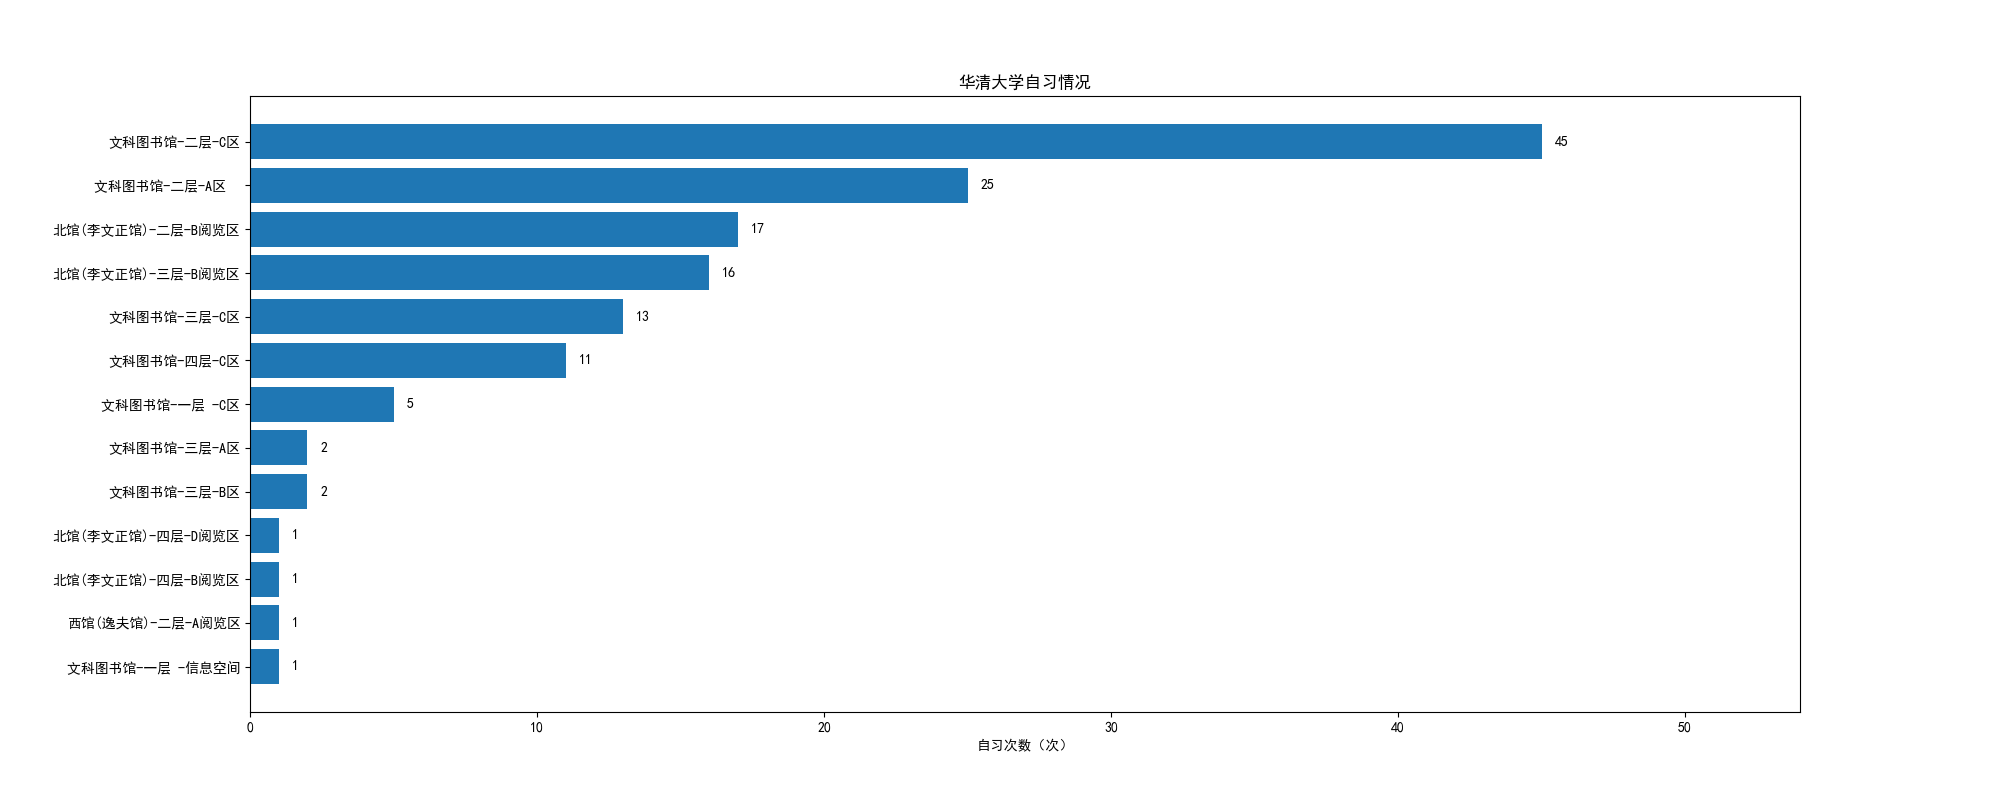 华清大学自习情况
文科图书馆-二层-C区 45
文科图书馆-二层-A区 25
北馆(李文正馆)-二层-B阅览区 17
北馆(李文正馆)-三层-B阅览区 16
文科图书馆-三层-C区 13
文科图书馆-四层-C区 11
文科图书馆-一层 -C区 5
文科图书馆-三层-A区 2
文科图书馆-三层-B区 2
北馆(李文正馆)-四层-D阅览区 1
北馆(李文正馆)-四层-B阅览区 1
西馆(逸夫馆)-二层-A阅览区 1
文科图书馆-一层 -信息空间 1
0 10 20 30 40 50
自习次数（次）